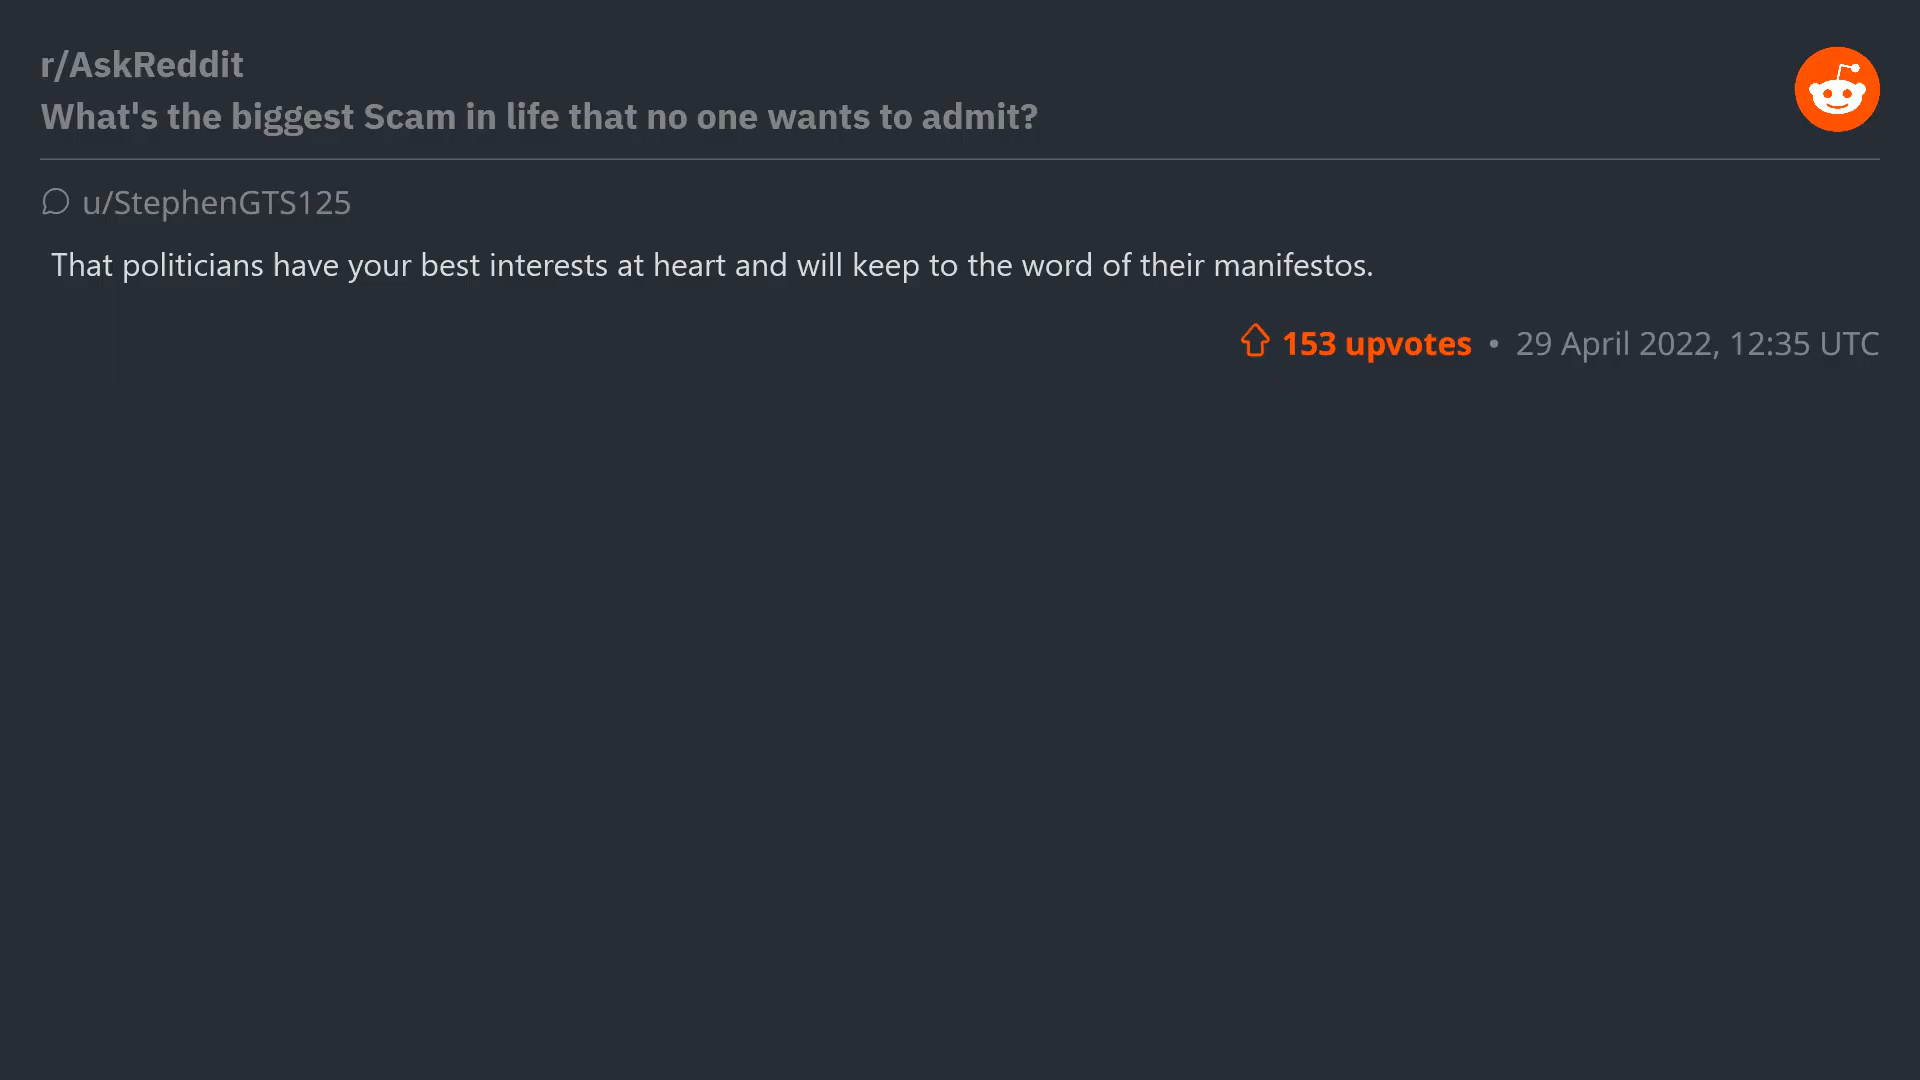 r/AskReddit
What's the biggest Scam in life that no one wants to admit?
u/StephenGTS125
That politicians have your best interests at heart and will keep to the word of their manifestos.
153 upvotes • 29 April 2022, 12:35 UTC